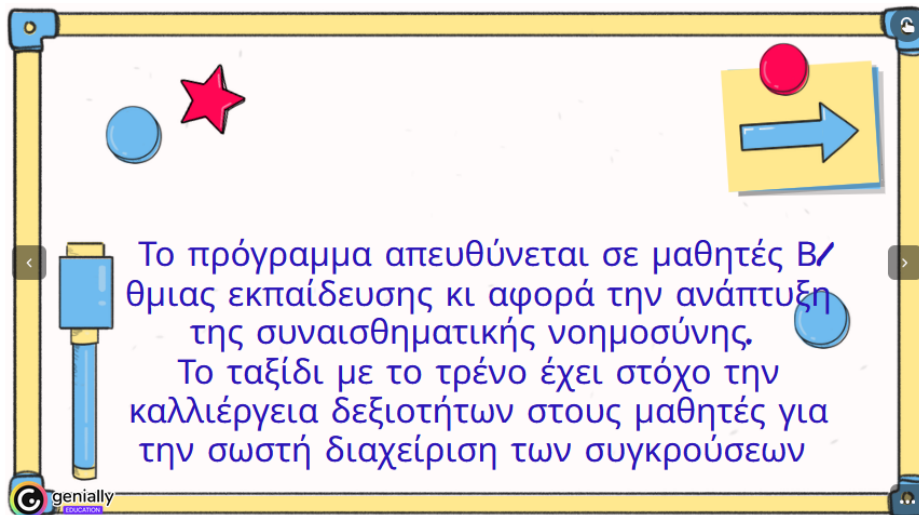 Το πρόγραμμα απευθύνεται σε μαθητές Β/
θμιας εκπαίδευσης κι αφορά την ανάπτυξη
της συναισθηματικής νοημοσύνης.
Το ταξίδι με το τρένο έχει στόχο την
καλλιέργεια δεξιοτήτων στους μαθητές για
την σωστή διαχείριση των συγκρούσεων
genially
EDUCATION